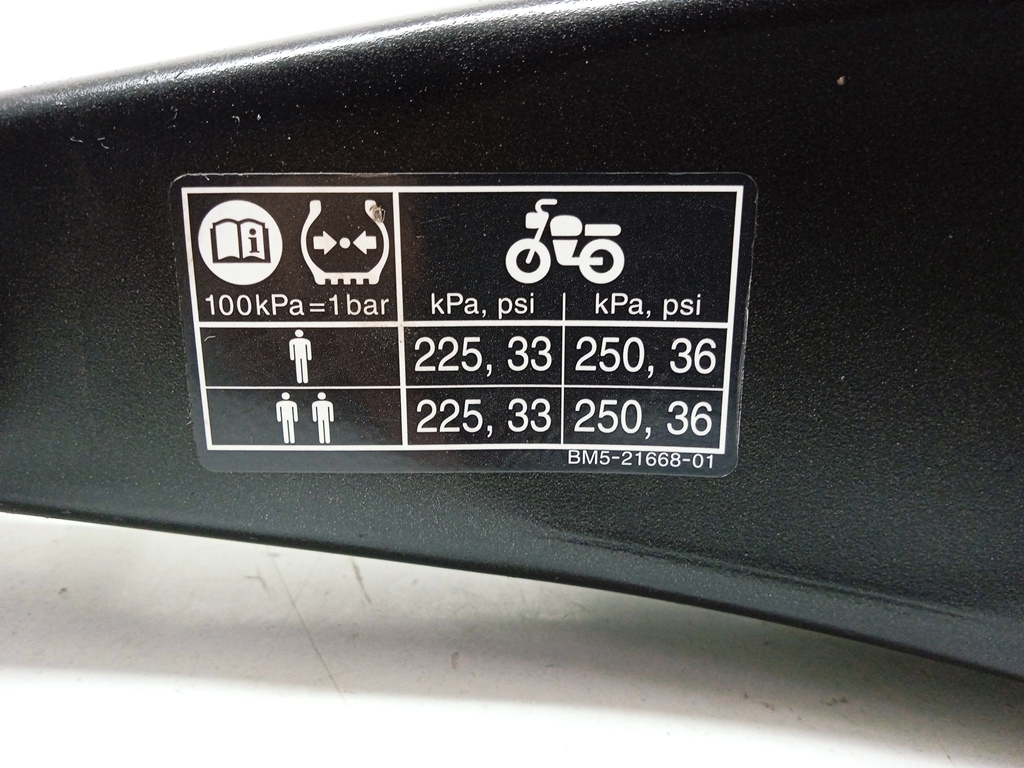 i
100kPa=1bar kPa, psi | kPa, psi
225, 33 250, 36
225, 33 250, 36
BM5-21668-01